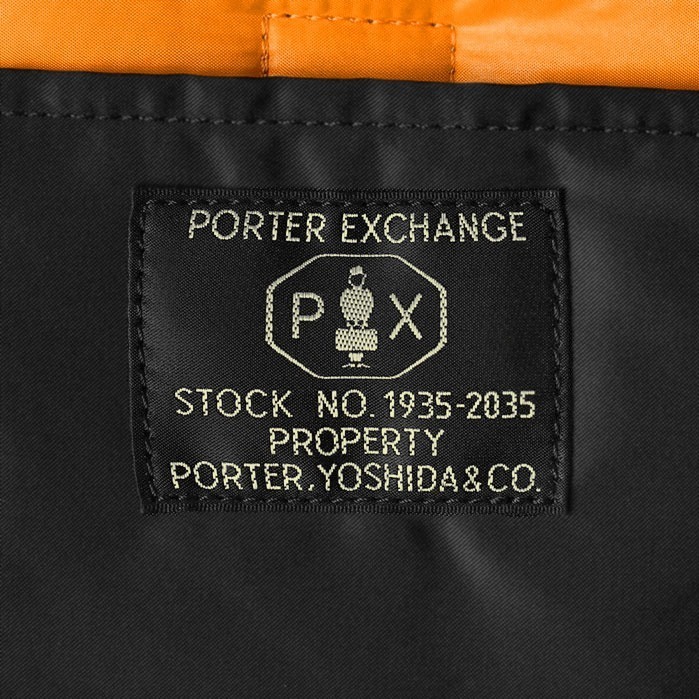 PORTER EXCHANGE
P X
STOCK NO. 1935-2035
PROPERTY
PORTER.YOSHIDA&CO.